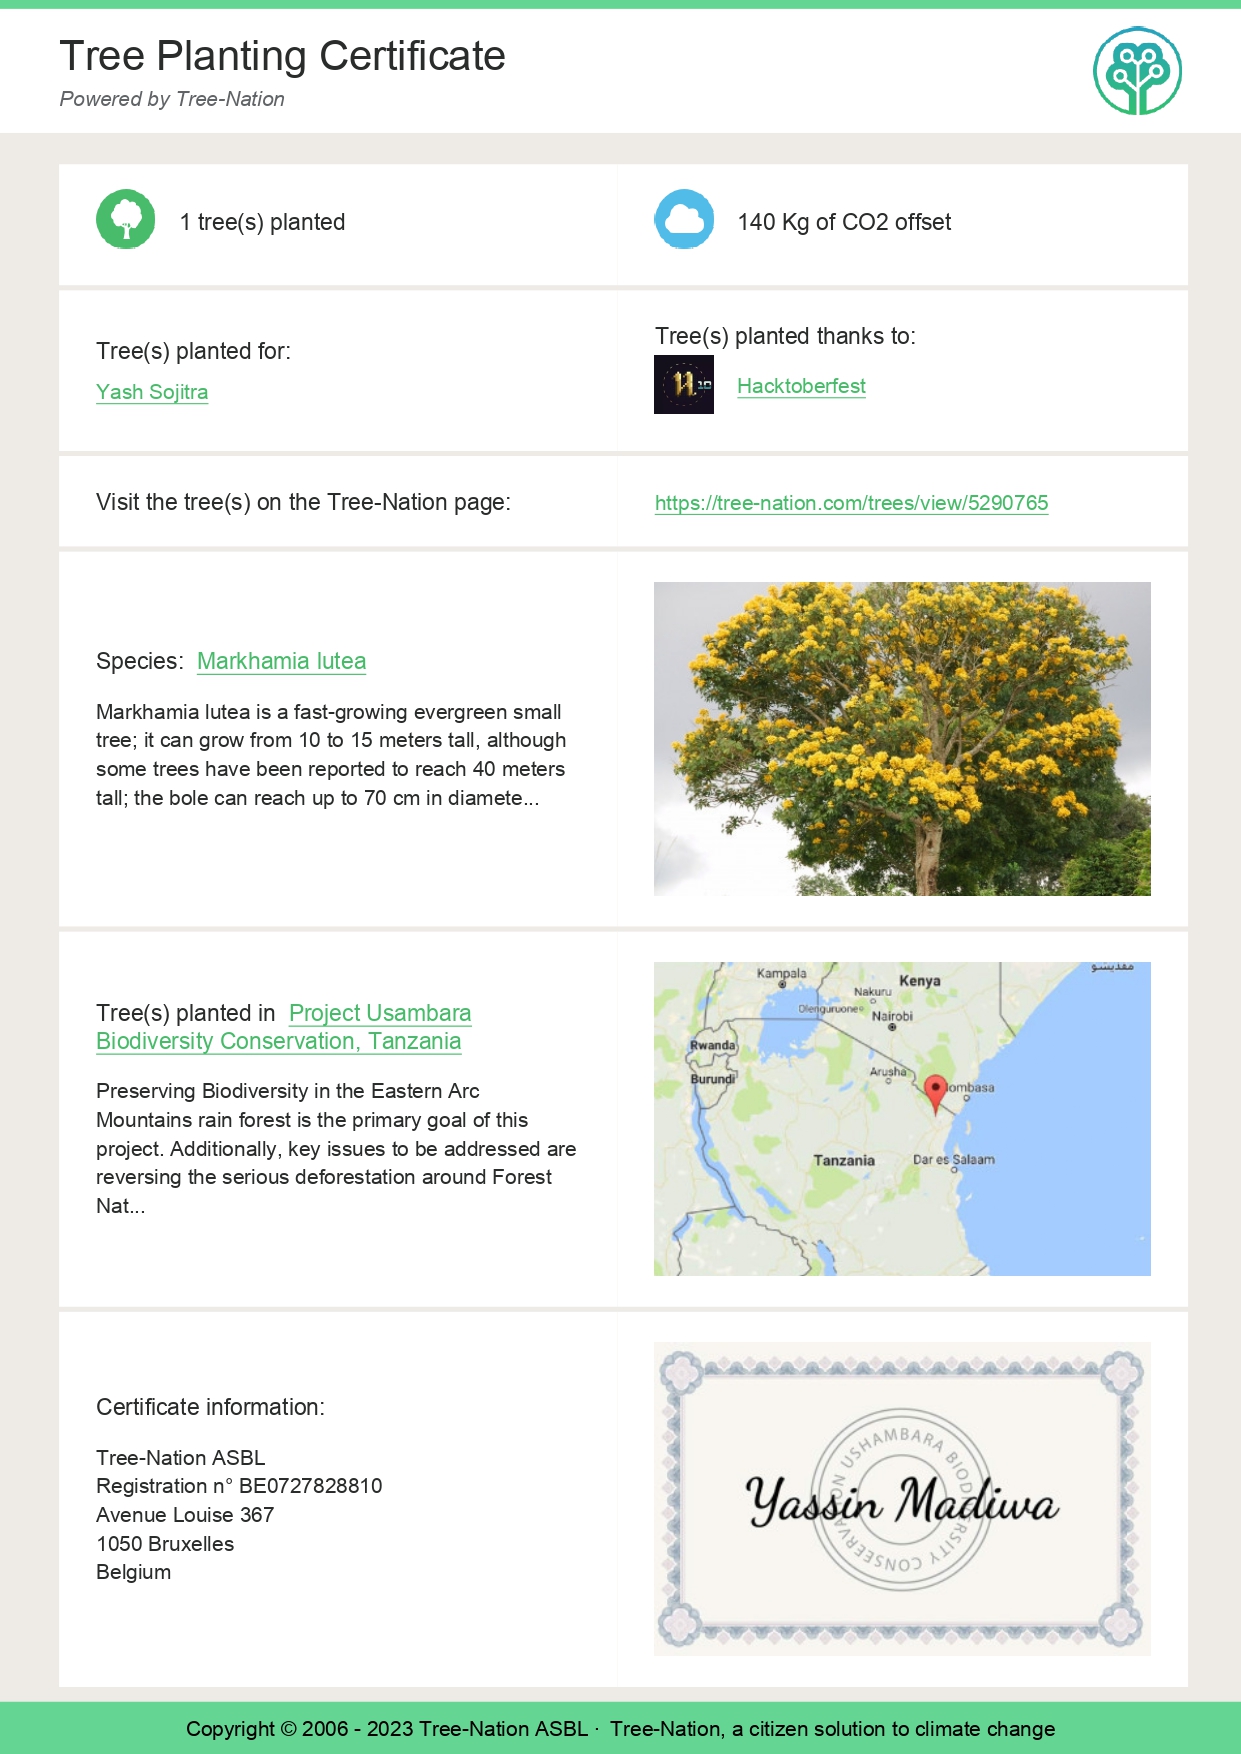 Tree Planting Certificate
Powered by Tree-Nation
1 tree(s) planted
140 Kg of CO2 offset
Tree(s) planted for:
Yash Sojitra
Tree(s) planted thanks to:
Hacktoberfest
Visit the tree(s) on the Tree-Nation page:
https://tree-nation.com/trees/view/5290765
Species: Markhamia lutea
Markhamia lutea is a fast-growing evergreen small
tree; it can grow from 10 to 15 meters tall, although
some trees have been reported to reach 40 meters
tall; the bole can reach up to 70 cm in diamete...
Tree(s) planted in Project Usambara
Biodiversity Conservation, Tanzania
Preserving Biodiversity in the Eastern Arc
Mountains rain forest is the primary goal of this
project. Additionally, key issues to be addressed are
reversing the serious deforestation around Forest
Nat...
مقديسو
Kampala
Kenya
Nakuru
Olenguruone
Nairobi
Rwanda
Arusha
Burundi
ombasa
Tanzania
Dar es Salaam
Certificate information:
Tree-Nation ASBL
Registration n° BE0727828810
Avenue Louise 367
1050 Bruxelles
Belgium
USHAMBARA BIODIVERSITY CONSEERVATION
Yassin Madiwa
Copyright © 2006 - 2023 Tree-Nation ASBL · Tree-Nation, a citizen solution to climate change